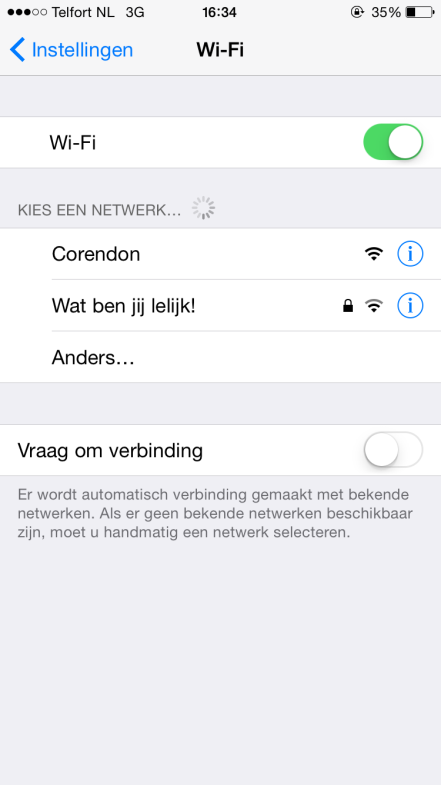 Telfort NL 3G 16:34 35%
Instellingen Wi-Fi
Wi-Fi
KIES EEN NETWERK...
Corendon
Wat ben jij lelijk!
Anders...
Vraag om verbinding
Er wordt automatisch verbinding gemaakt met bekende
netwerken. Als er geen bekende netwerken beschikbaar
zijn, moet u handmatig een netwerk selecteren.